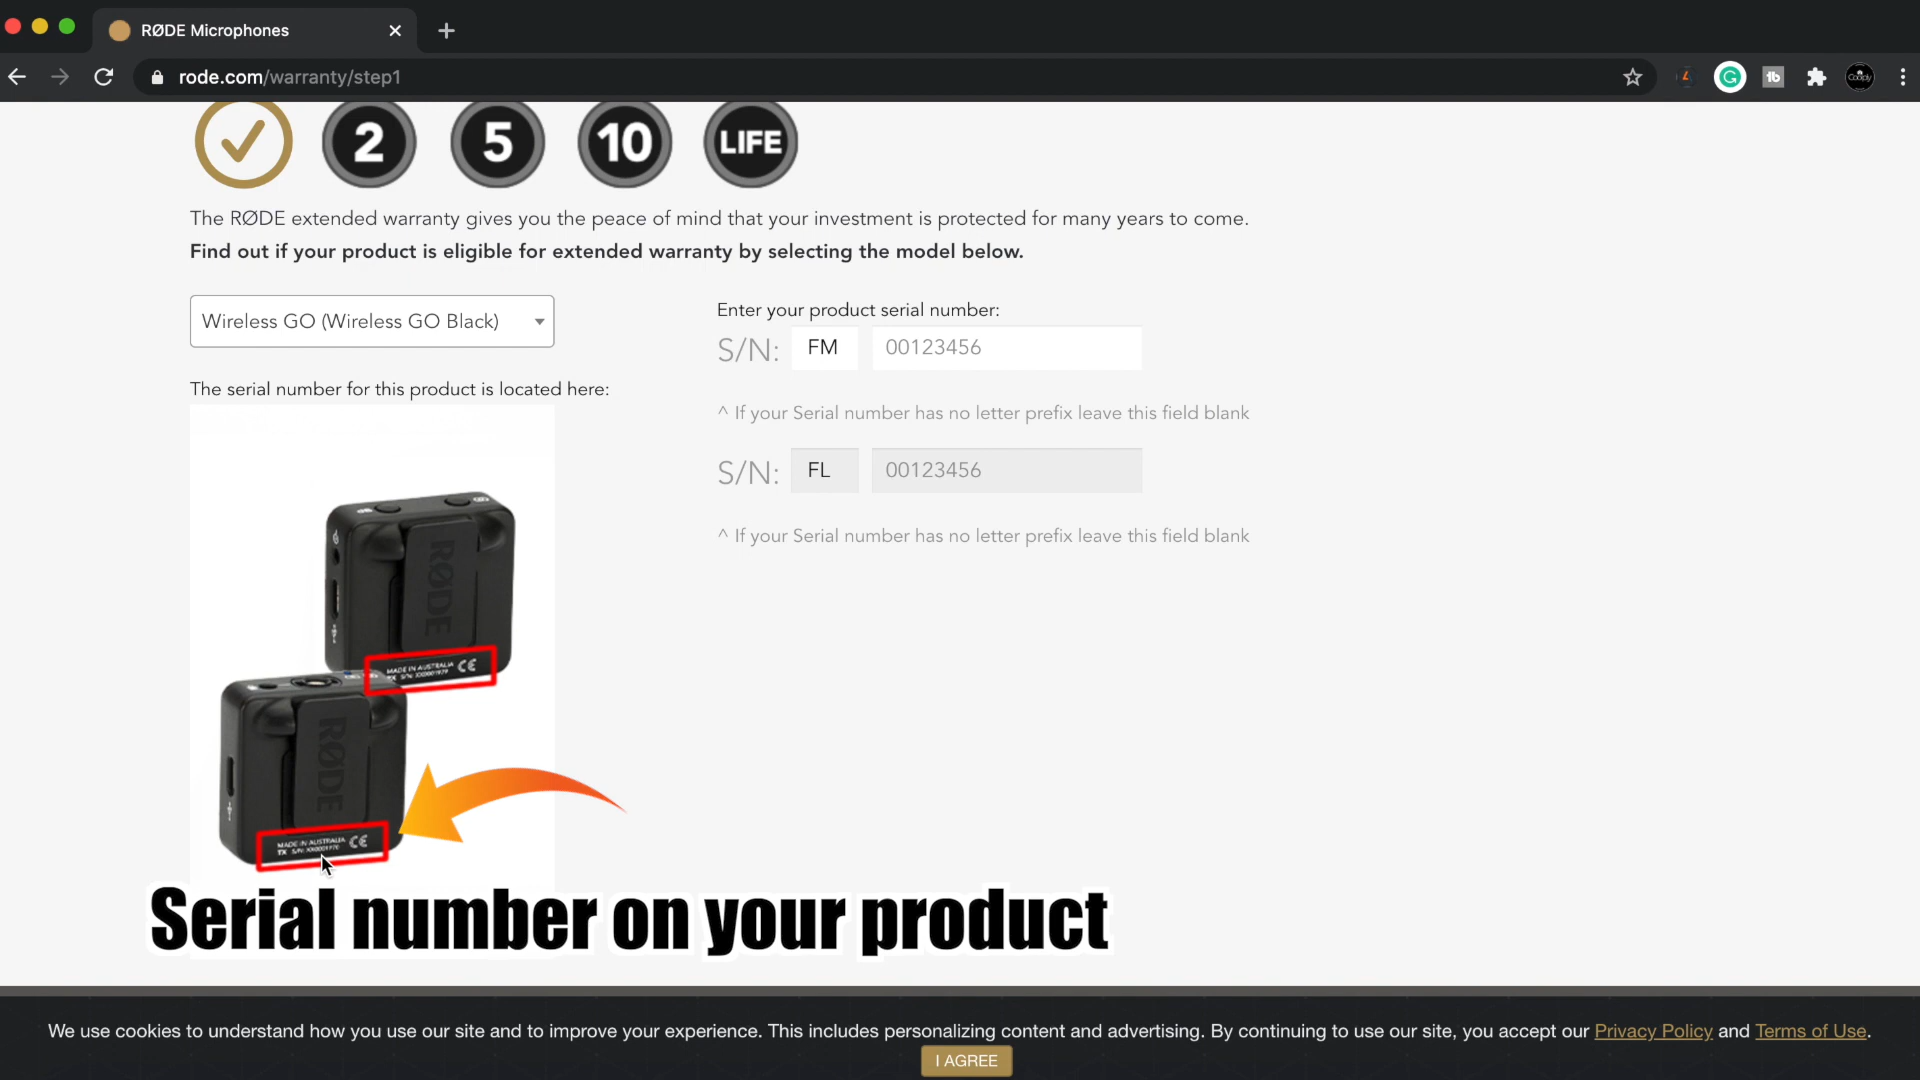 RØDE Microphones
rode.com/warranty/step1
2 5 10 LIFE
The RØDE extended warranty gives you the peace of mind that your investment is protected for many years to come.
Find out if your product is eligible for extended warranty by selecting the model below.
Wireless GO (Wireless GO Black)
The serial number for this product is located here:
Enter your product serial number:
S/N: FM 00123456
^ If your Serial number has no letter prefix leave this field blank
S/N: FL 00123456
^ If your Serial number has no letter prefix leave this field blank
RØDE
MADE IN AUSTRALIA CE
RØDE
MADE IN AUSTRALIA CE
TX S/N:
Serial number on your product
We use cookies to understand how you use our site and to improve your experience. This includes personalizing content and advertising. By continuing to use our site, you accept our Privacy Policy and Terms of Use.
I AGREE